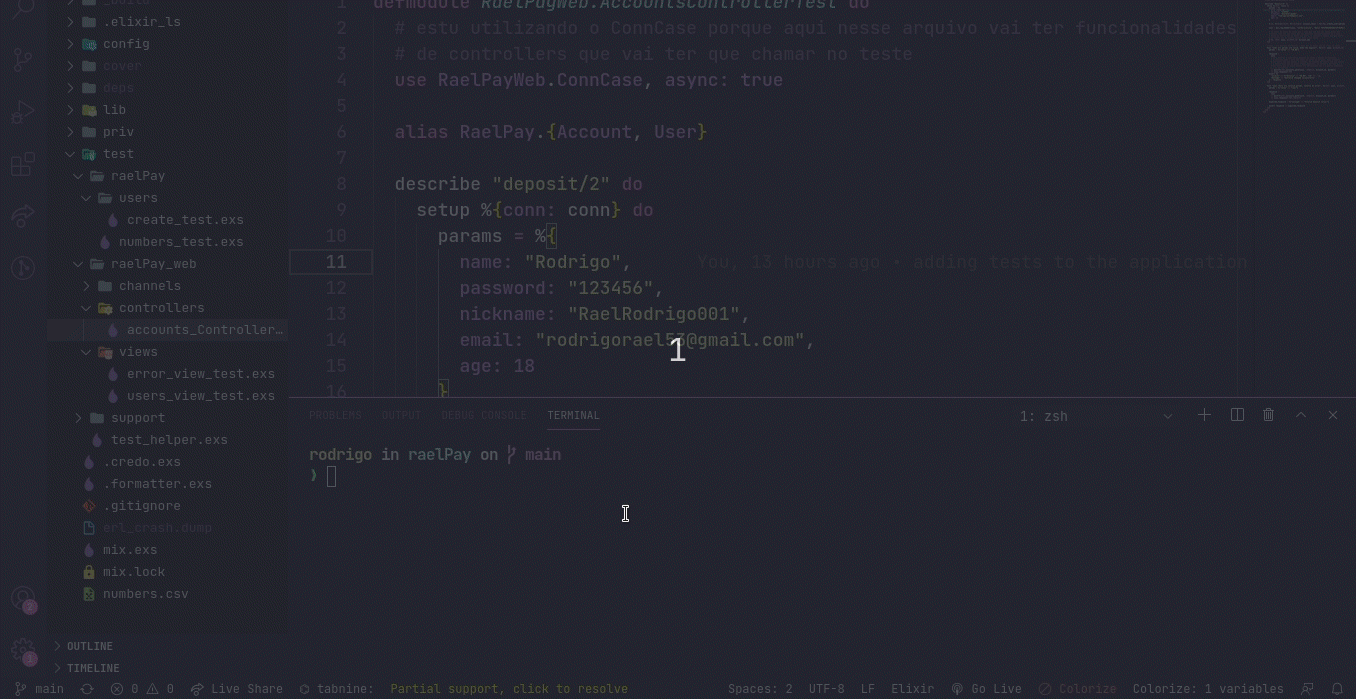 _build
.elixir_ls
config
cover
deps
lib
priv
test
raelPay
users
create_test.exs
numbers_test.exs
raelPay_web
channels
controllers
accounts_Controller…
views
error_view_test.exs
users_view_test.exs
support
test_helper.exs
.credo.exs
.formatter.exs
.gitignore
erl_crash.dump
mix.exs
mix.lock
numbers.csv
OUTLINE
TIMELINE
2
1
1 defmodule RaelPayWeb.AccountsControllerTest do
2 # estu utilizando o ConnCase porque aqui nesse arquivo vai ter funcionalidades
3 # de controllers que vai ter que chamar no teste
4 use RaelPayWeb.ConnCase, async: true
5
6 alias RaelPay.{Account, User}
7
8 describe "deposit/2" do
9 setup %{conn: conn} do
10 params = %{
11 name: "Rodrigo", You, 13 hours ago • adding tests to the application
12 password: "123456",
13 nickname: "RaelRodrigo001",
14 email: "rodrigorael53@gmail.com",
15 age: 18
16 }
1
PROBLEMS OUTPUT DEBUG CONSOLE TERMINAL 1: zsh
rodrigo in raelPay on main
❯
main 0 0 Live Share tabnine: Partial support, click to resolve Spaces: 2 UTF-8 LF Elixir Go Live Colorize Colorize: 1 variables